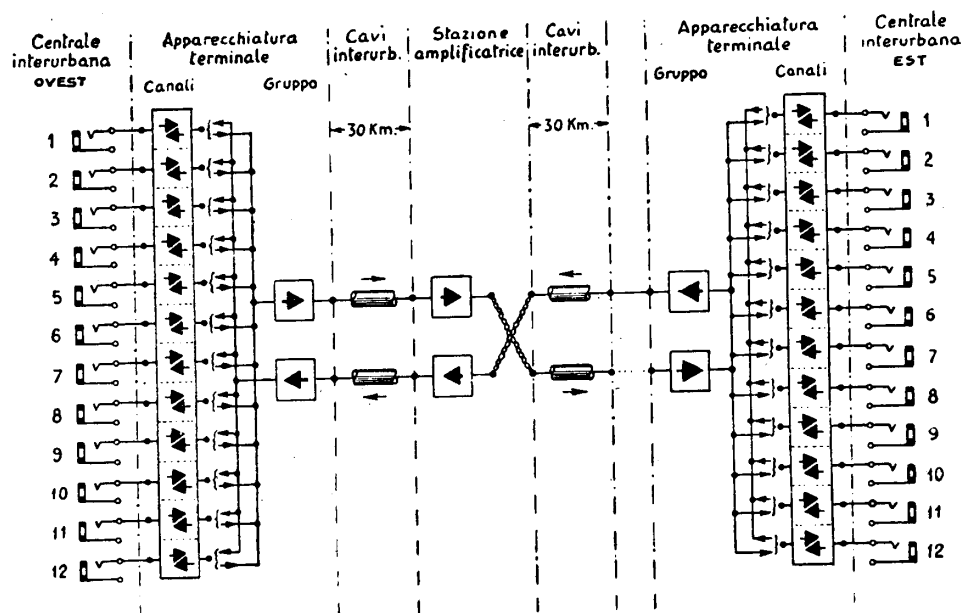 Centrale
interurbana
OVEST
Apparecchiatura
terminale
Canali
Gruppo
Cavi
interurb.
30 Km.
Stazione
amplificatrice
Cavi
interurb.
30 Km.
Apparecchiatura
terminale
Gruppo
Canali
Centrale
interurbana
EST
1
2
3
4
5
6
7
8
9
10
11
12
1
2
3
4
5
6
7
8
9
10
11
12